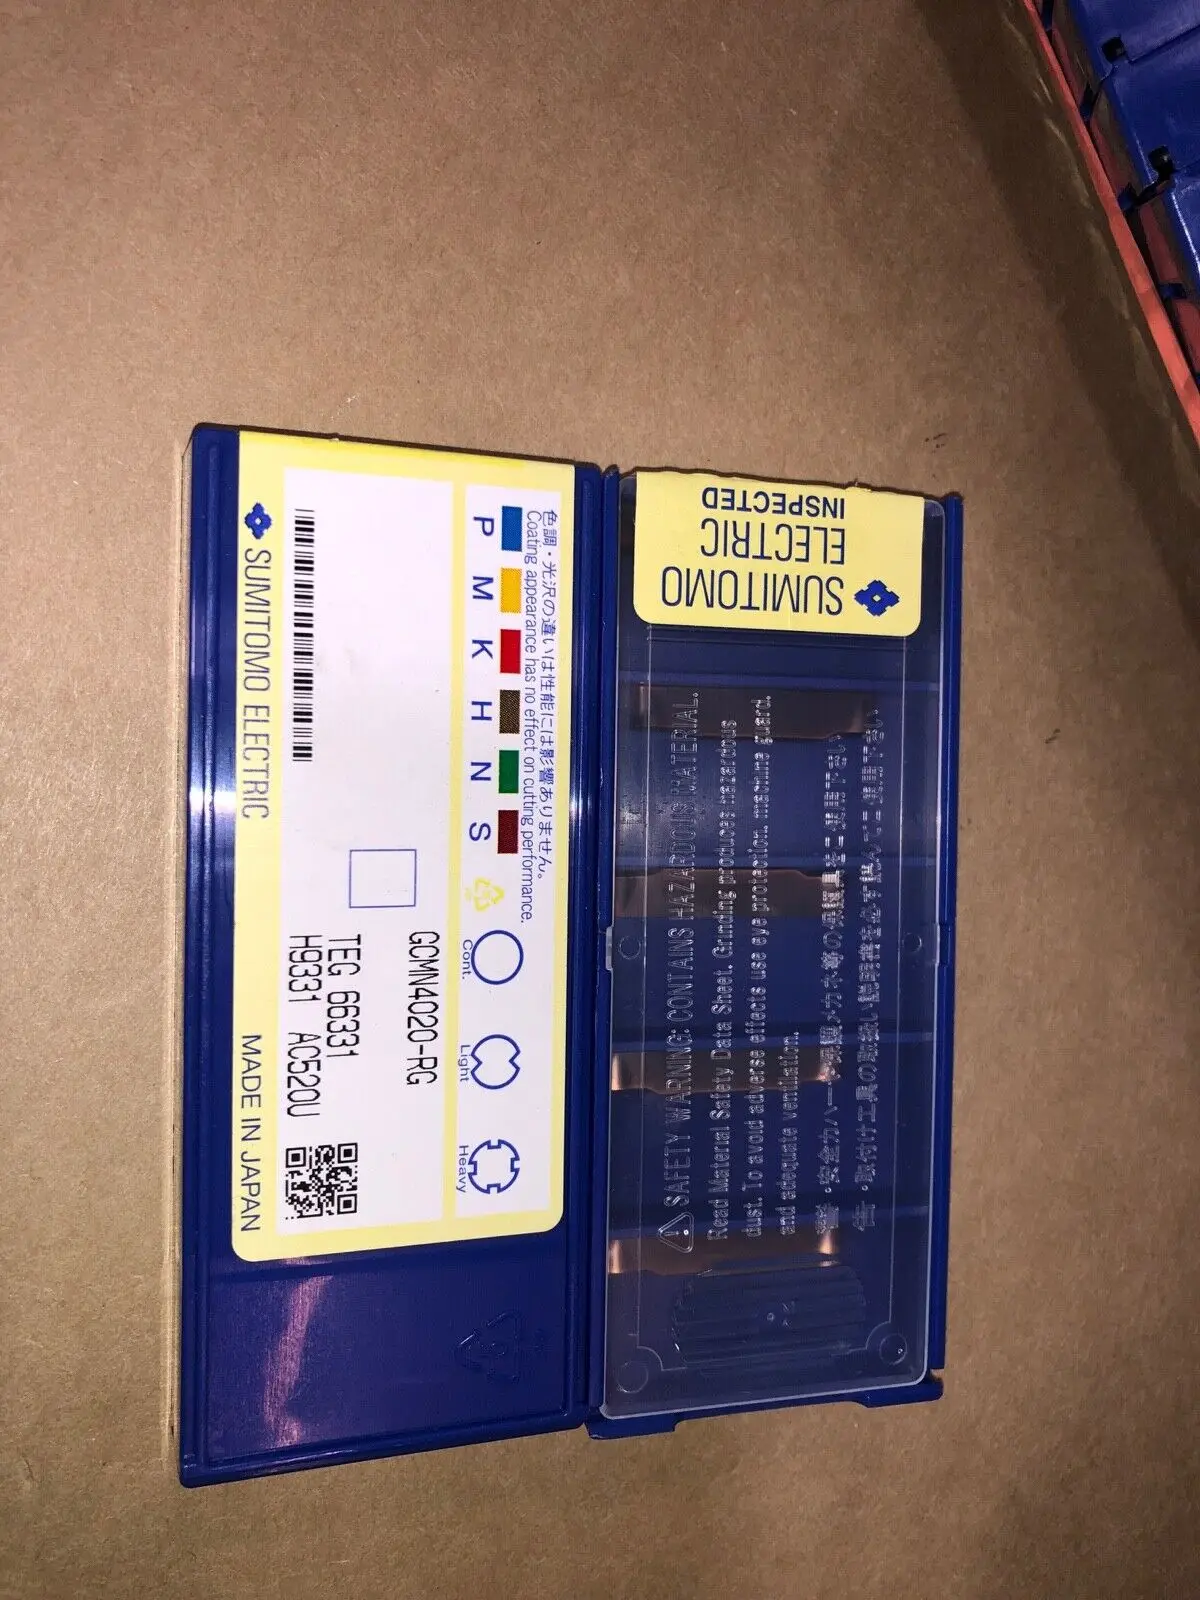 色調・光沢の違いは性能には影響ありません。
Coating appearance has no effect on cutting performance.
P M K H N S
Cont. Light Heavy
GCMN4020-RG
TEG 66331
H9331 AC520U
SUMITOMO ELECTRIC MADE IN JAPAN
SUMITOMO
ELECTRIC
INSPECTED
SAFETY WARNING: CONTAINS HAZARDOUS MATERIAL.
Read Material Safety Data Sheet. Grinding produces hazardous
dust. To avoid adverse effects use eye protection, machine guard,
and adequate ventilation.